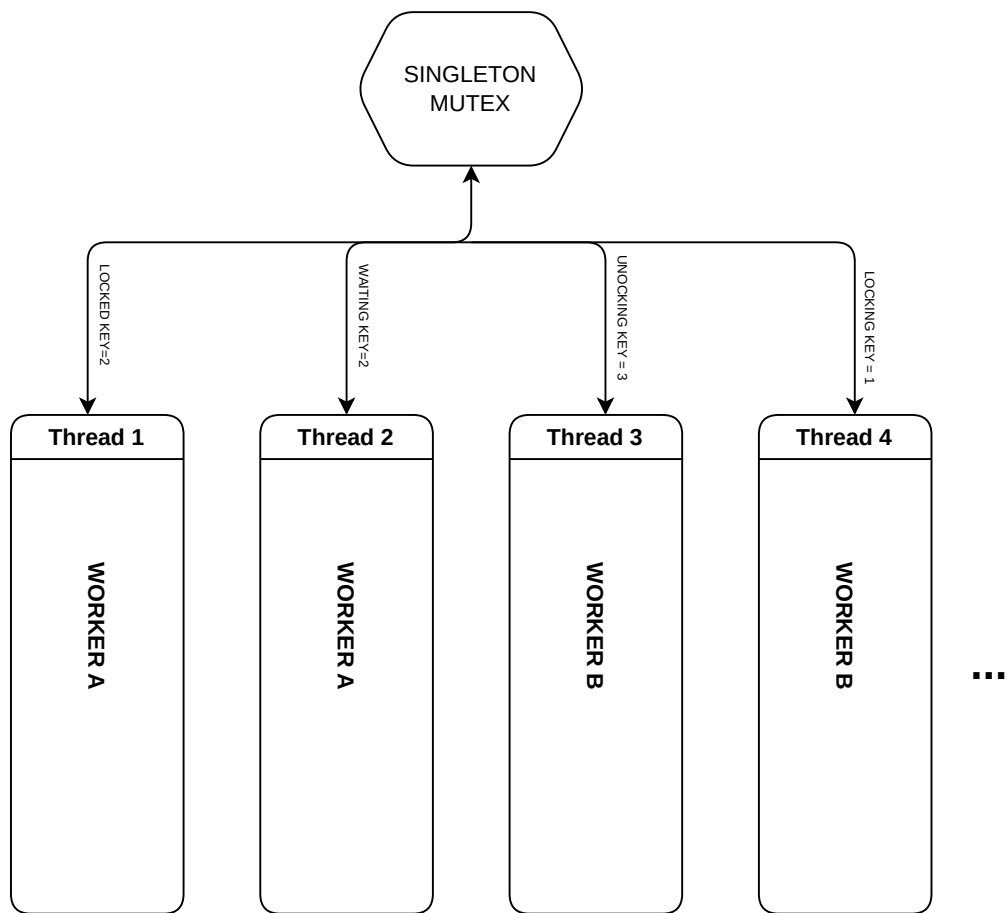 SINGLETON
MUTEX
LOCKED KEY=2
WAITING KEY=2
UNOCKING KEY = 3
LOCKING KEY = 1
Thread 1
Thread 2
Thread 3
Thread 4
WORKER A
WORKER A
WORKER B
WORKER B
...